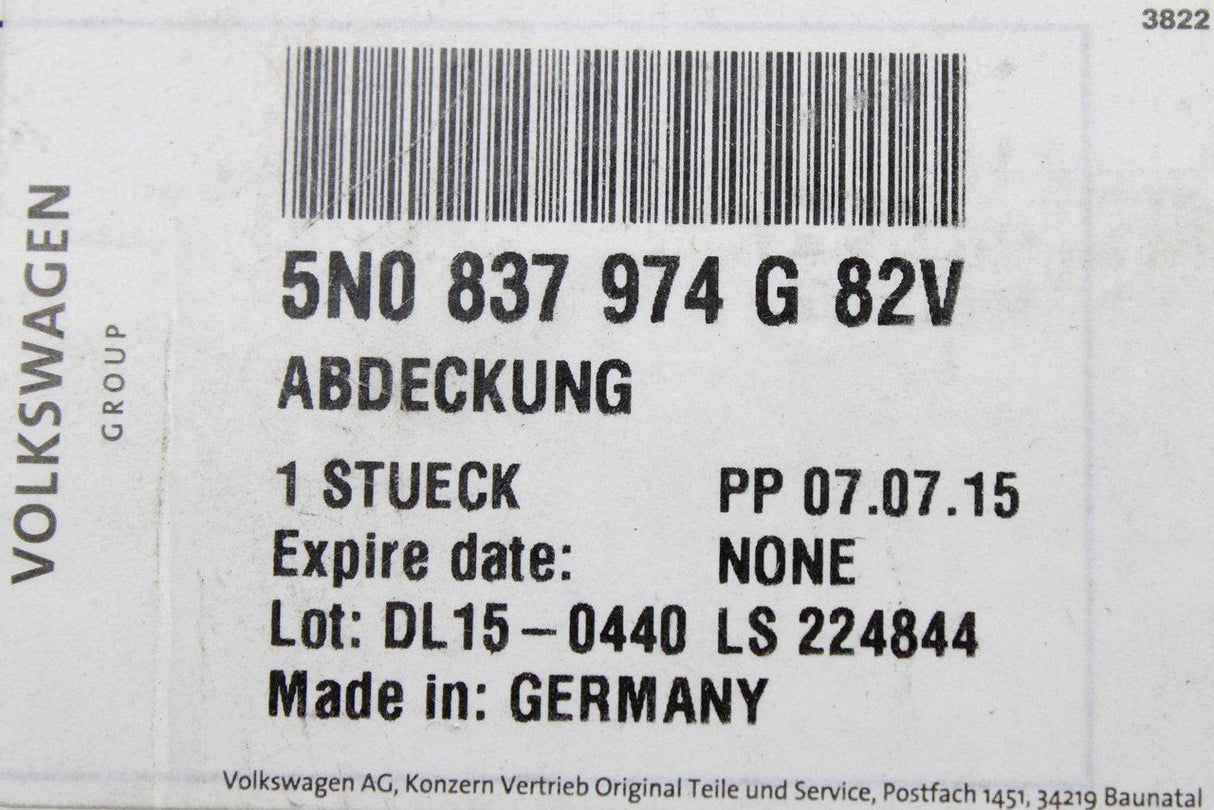 3822
VOLKSWAGEN
GROUP
5N0 837 974 G 82V
ABDECKUNG
1 STUECK PP 07.07.15
Expire date: NONE
Lot: DL15-0440 LS 224844
Made in: GERMANY
Volkswagen AG, Konzern Vertrieb Original Teile und Service, Postfach 1451, 34219 Baunatal